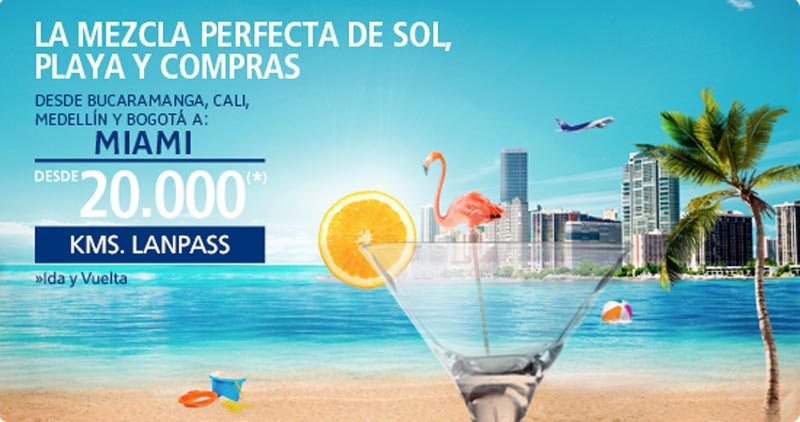 LA MEZCLA PERFECTA DE SOL,
PLAYA Y COMPRAS
DESDE BUCARAMANGA, CALI,
MEDELLÍN Y BOGOTÁ A:
MIAMI
DESDE 20.000(*)
KMS. LANPASS
»Ida y Vuelta